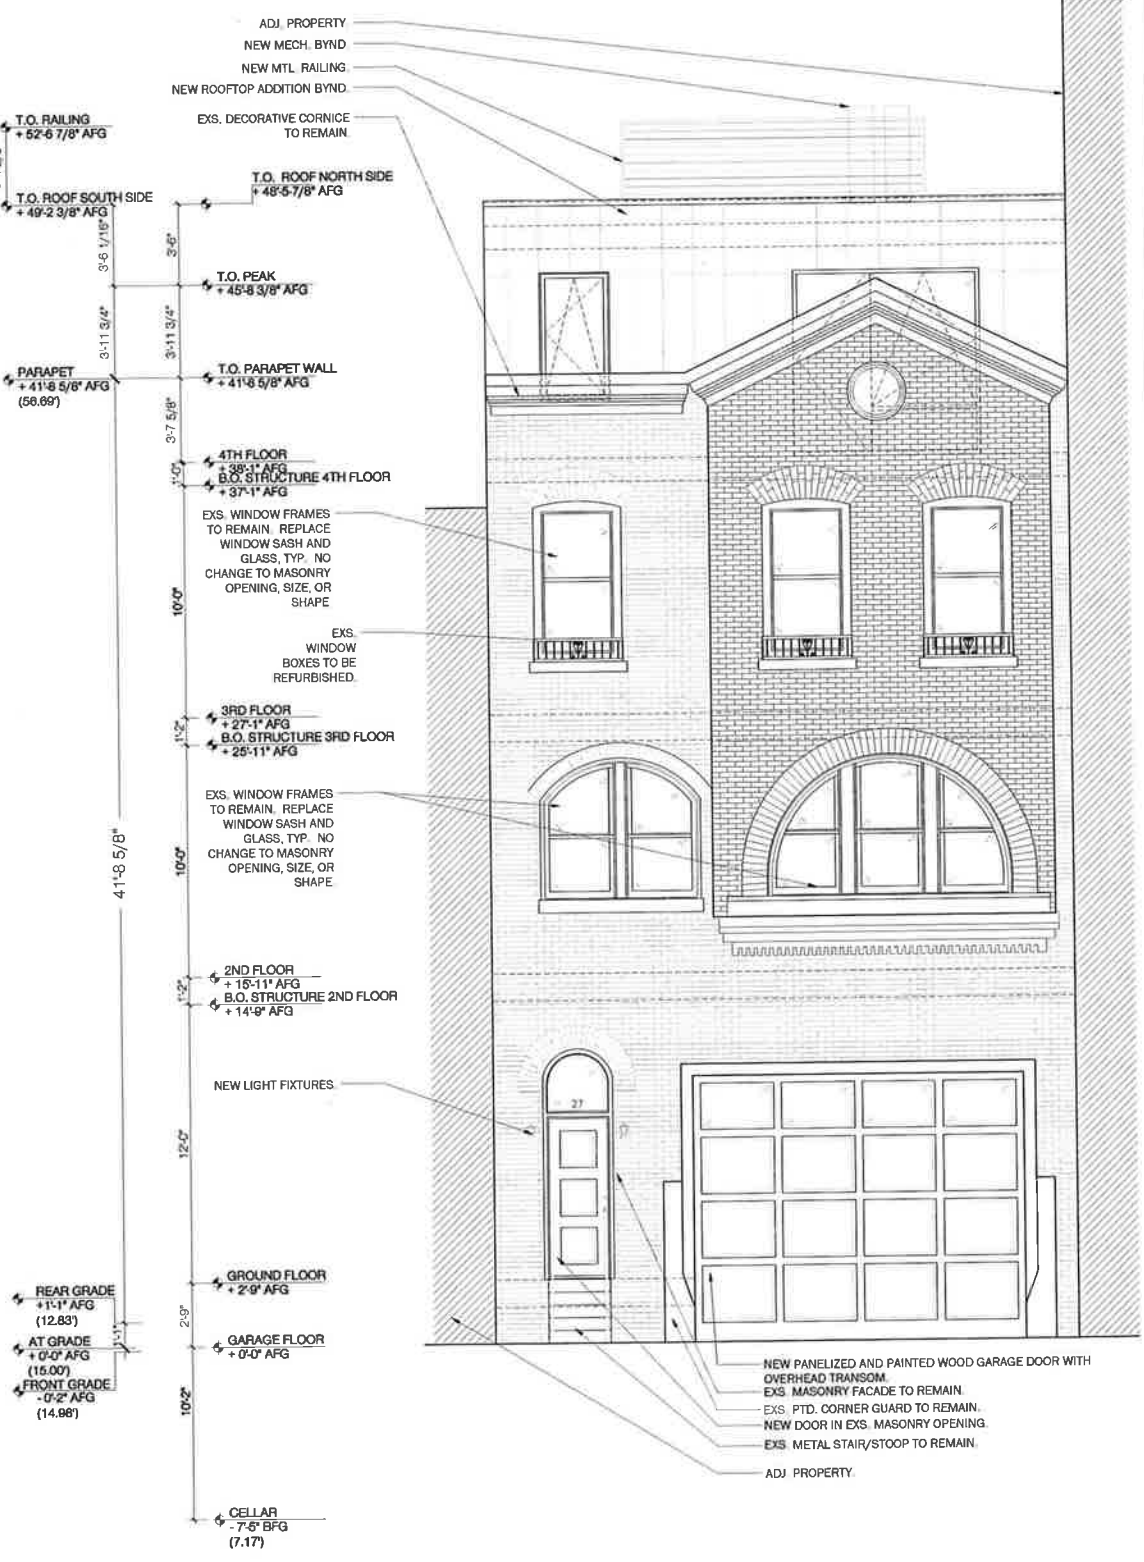 ADJ. PROPERTY
NEW MECH. BYND.
NEW MTL. RAILING.
NEW ROOFTOP ADDITION BYND.
EXS. DECORATIVE CORNICE
TO REMAIN.
T.O. RAILING
+ 52'-6 7/8" AFG
T.O. ROOF SOUTH SIDE
+ 49'-2 3/8" AFG
T.O. ROOF NORTH SIDE
+ 48'-5-7/8" AFG
3'-6 1/16"
3'-6"
T.O. PEAK
+ 45'-8 3/8" AFG
3'-11 3/4"
3'-11 3/4"
PARAPET
+ 41'-8 5/8" AFG
(56.69')
T.O. PARAPET WALL
+ 41'-8 5/8" AFG
3'-7 5/8"
4TH FLOOR
+ 38'-1" AFG
1'-0"
B.O. STRUCTURE 4TH FLOOR
+ 37'-1" AFG
EXS. WINDOW FRAMES
TO REMAIN. REPLACE
WINDOW SASH AND
GLASS, TYP. NO
CHANGE TO MASONRY
OPENING, SIZE, OR
SHAPE
10'-0"
EXS.
WINDOW
BOXES TO BE
REFURBISHED.
3RD FLOOR
+ 27'-1" AFG
1'-2"
B.O. STRUCTURE 3RD FLOOR
+ 25'-11" AFG
EXS. WINDOW FRAMES
TO REMAIN. REPLACE
WINDOW SASH AND
GLASS, TYP. NO
CHANGE TO MASONRY
OPENING, SIZE, OR
SHAPE
10'-0"
41'-8 5/8"
2ND FLOOR
+ 15'-11" AFG
1'-2"
B.O. STRUCTURE 2ND FLOOR
+ 14'-9" AFG
NEW LIGHT FIXTURES.
27
12'-0"
GROUND FLOOR
+ 2'-9" AFG
REAR GRADE
+1'-1" AFG
(12.83')
2'-9"
1'-1"
AT GRADE
+ 0'-0" AFG
(15.00')
GARAGE FLOOR
+ 0'-0" AFG
FRONT GRADE
- 0'-2" AFG
(14.98')
10'-2"
NEW PANELIZED AND PAINTED WOOD GARAGE DOOR WITH
OVERHEAD TRANSOM.
EXS. MASONRY FACADE TO REMAIN.
EXS. PTD. CORNER GUARD TO REMAIN.
NEW DOOR IN EXS. MASONRY OPENING.
EXS. METAL STAIR/STOOP TO REMAIN.
ADJ. PROPERTY.
CELLAR
- 7'-5" BFG
(7.17')